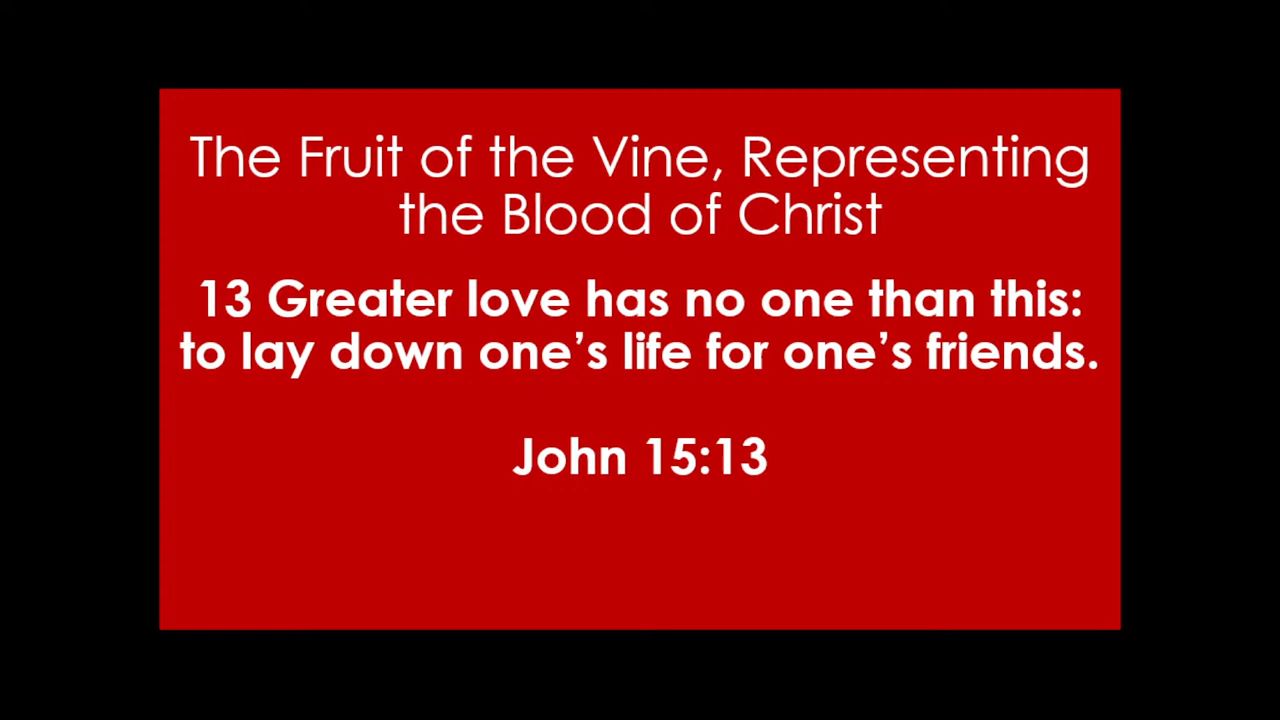 The Fruit of the Vine, Representing
the Blood of Christ
13 Greater love has no one than this:
to lay down one’s life for one’s friends.
John 15:13